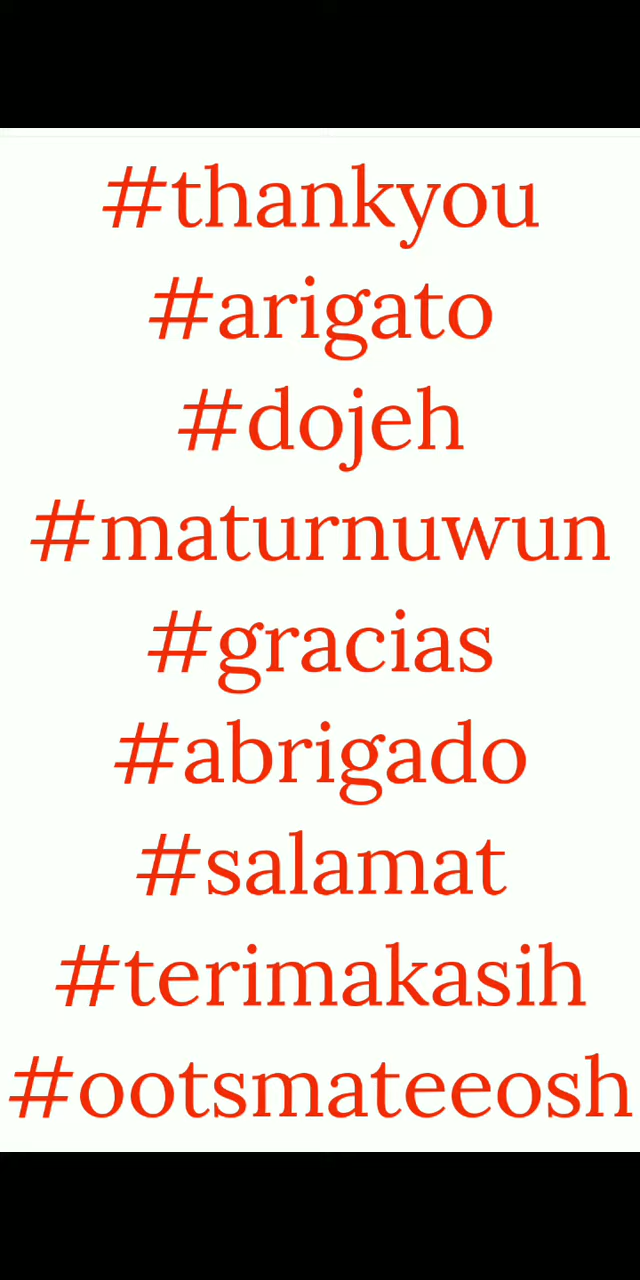 #thankyou
#arigato
#dojeh
#maturnuwun
#gracias
#abrigado
#salamat
#terimakasih
#ootsmateeosh